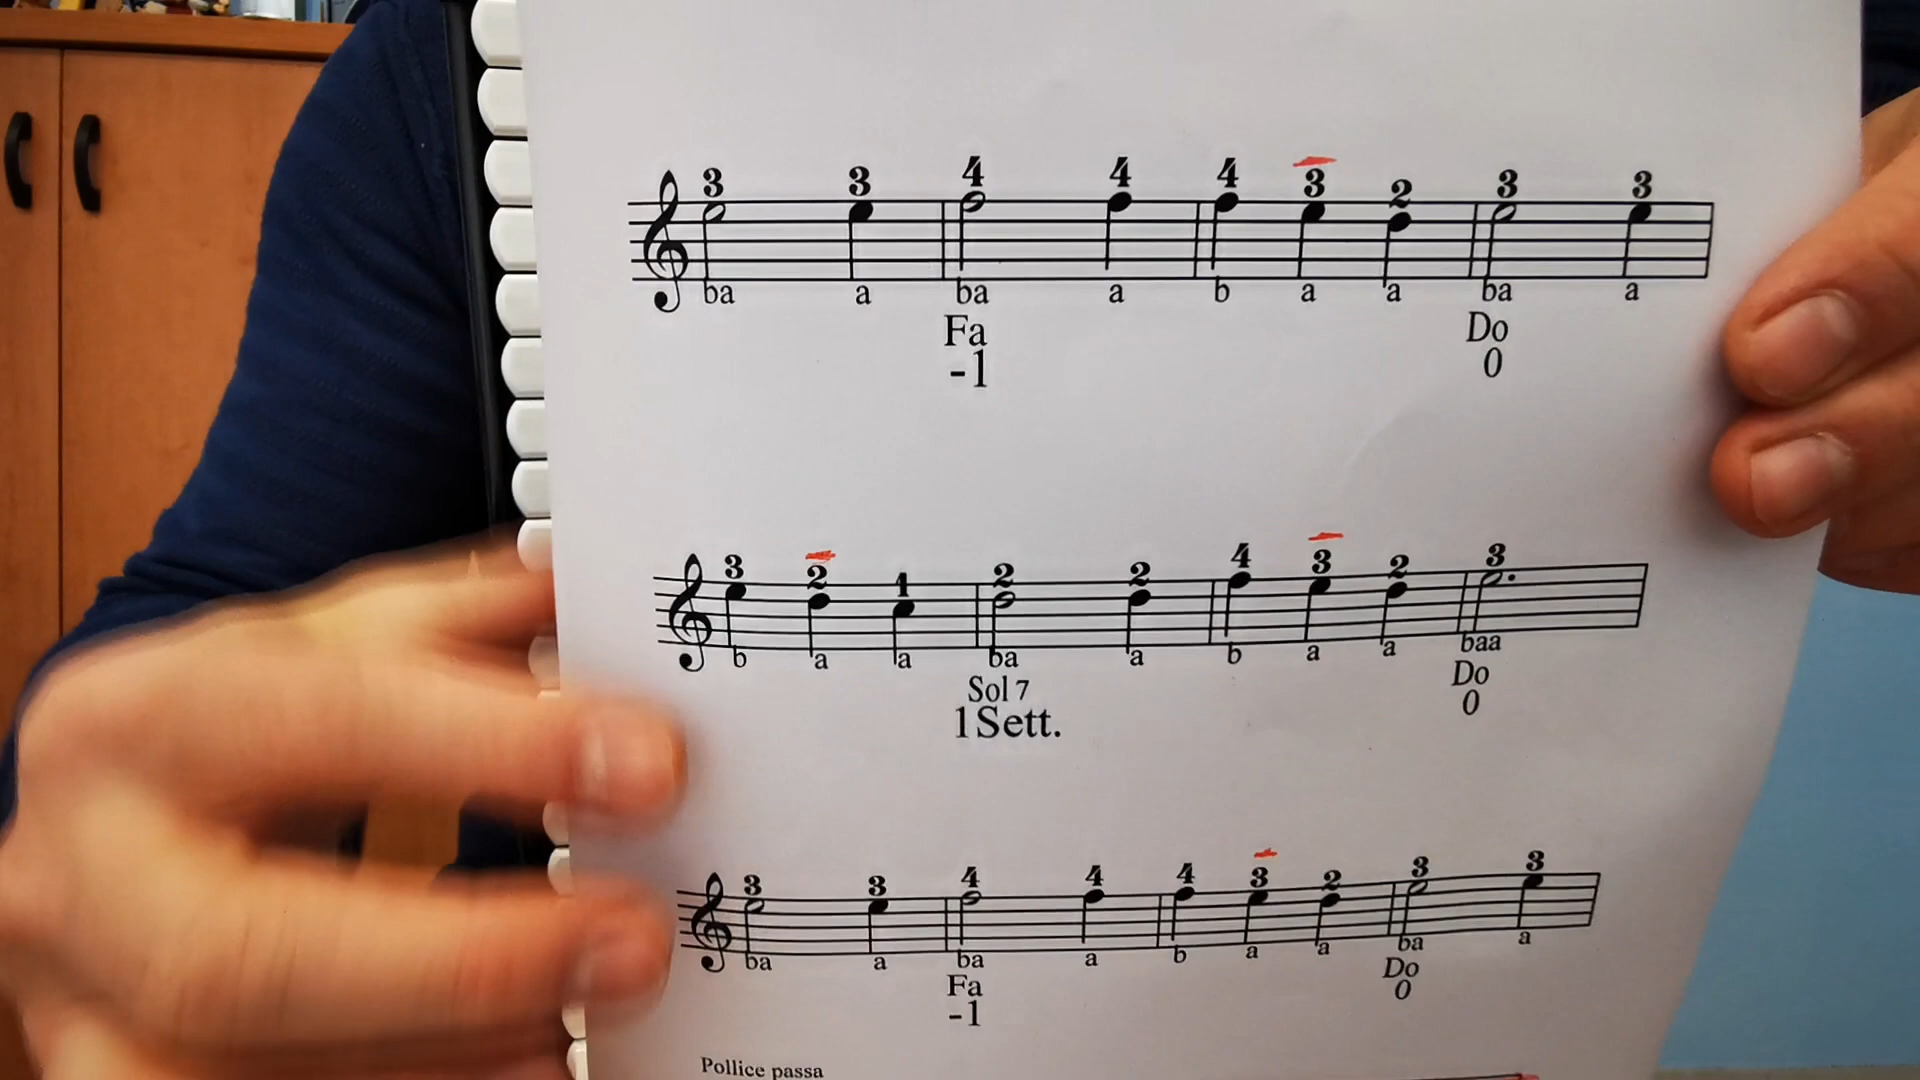 3 3 4 4 4 3 2 3 3
ba a ba a b a a ba a
Fa Do
-1 0
3 2 1 2 2 4 3 2 3
b a a ba a b a a baa
Sol 7 Do
1Sett. 0
3 3 4 4 4 3 2 3 3
ba a ba a b a a ba a
Fa Do
-1 0
Pollice passa